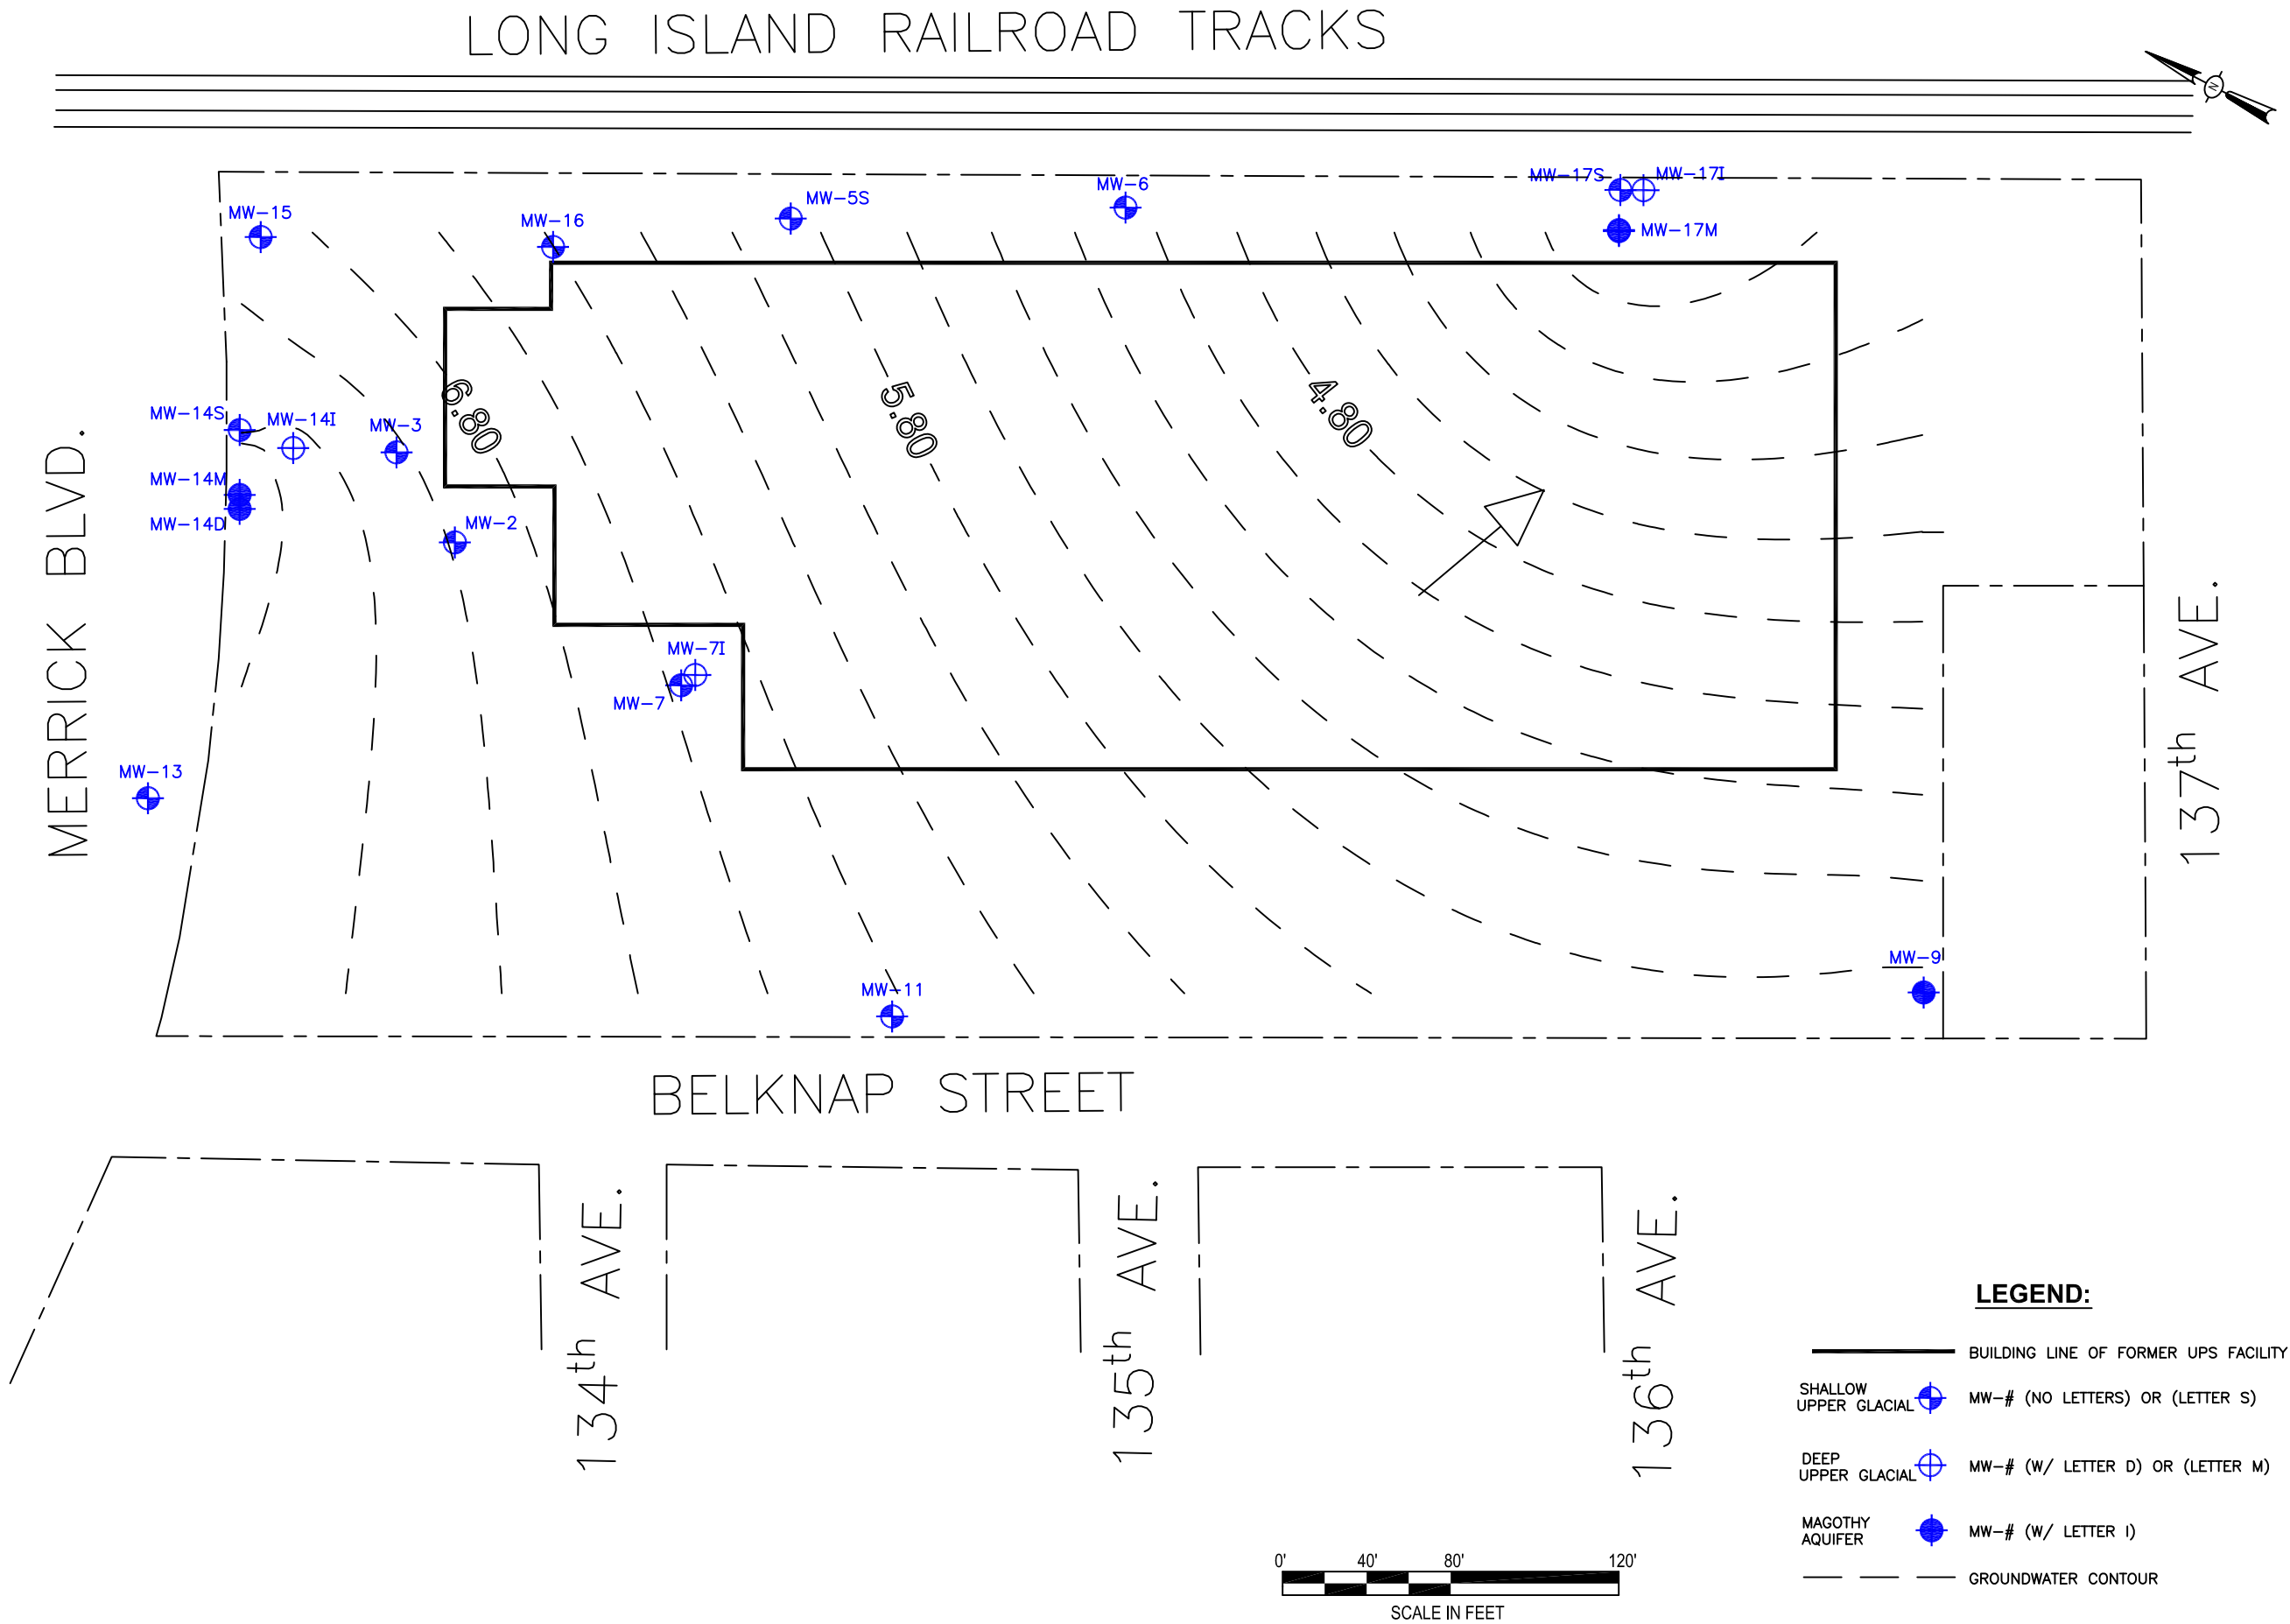 LONG ISLAND RAILROAD TRACKS
N
MW-15
MW-16
MW-5S
MW-6
MW-17S
MW-17I
MW-17M
MW-14S
MW-14I
MW-3
MW-14M
MW-14D
MW-2
6.80
5.80
4.80
MERRICK BLVD.
MW-7I
MW-7
MW-13
MW-11
MW-9
137th AVE.
BELKNAP STREET
134th AVE.
135th AVE.
136th AVE.
LEGEND:
BUILDING LINE OF FORMER UPS FACILITY
SHALLOW
UPPER GLACIAL
MW-# (NO LETTERS) OR (LETTER S)
DEEP
UPPER GLACIAL
MW-# (W/ LETTER D) OR (LETTER M)
MAGOTHY
AQUIFER
MW-# (W/ LETTER I)
GROUNDWATER CONTOUR
0' 40' 80' 120'
SCALE IN FEET